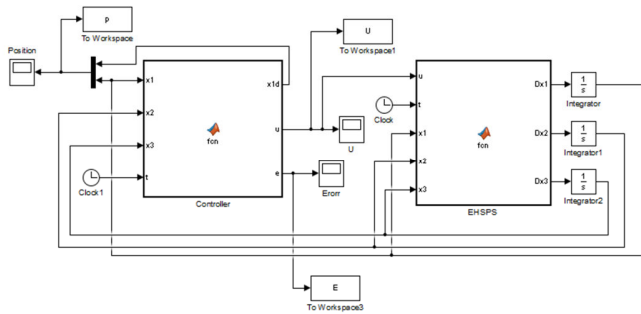 p
To Workspace
Position
U
To Workspace1
x1
x2
x3
t
x1d
u
e
fcn
Controller
Clock1
U
Erorr
Clock
u
t
x1
x2
x3
fcn
Dx1
Dx2
Dx3
EHSPS
1
s
Integrator
1
s
Integrator1
1
s
Integrator2
E
To Workspace3